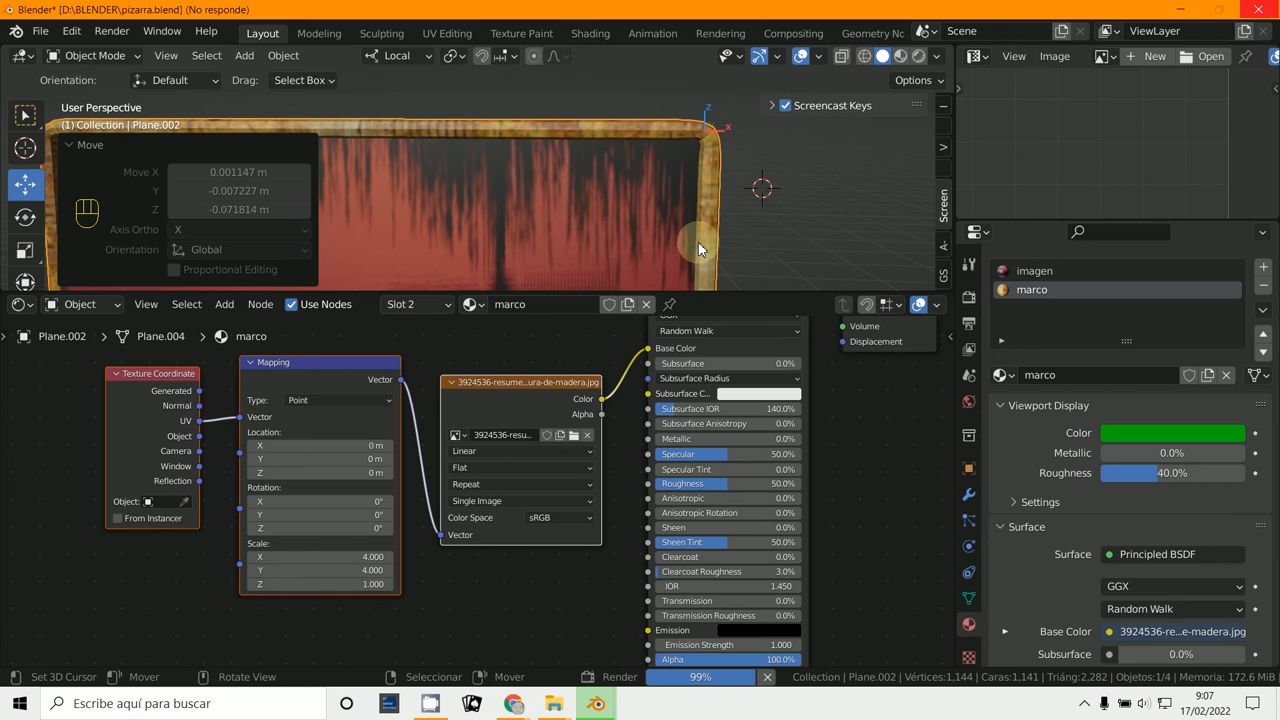 Blender* [D:\BLENDER\pizarra.blend] (No responde)
File Edit Render Window Help Layout Modeling Sculpting UV Editing Texture Paint Shading Animation Rendering Compositing Geometry Nc Scene ViewLayer
Object Mode View Select Add Object Local View Image New Open
Orientation: Default Drag: Select Box Options
User Perspective
(1) Collection | Plane.002
Screencast Keys
Move
Move X 0.001147 m
Y -0.007227 m
Z -0.071814 m
Axis Ortho X
Orientation Global
Proportional Editing
Z
X
V
Screen
A-
GS
Object View Select Add Node Use Nodes Slot 2 marco
Plane.002 Plane.004 marco
Texture Coordinate
Generated
Normal
UV
Object
Camera
Window
Reflection
Object:
From Instancer
Mapping
Vector
Type: Point
Vector
Location:
X 0 m
Y 0 m
Z 0 m
Rotation:
X 0°
Y 0°
Z 0°
Scale:
X 4.000
Y 4.000
Z 1.000
3924536-resume...ura-de-madera.jpg
Color
Alpha
3924536-resu...
Linear
Flat
Repeat
Single Image
Color Space sRGB
Vector
GGX
Random Walk
Base Color
Subsurface 0.0%
Subsurface Radius
Subsurface C...
Subsurface IOR 140.0%
Subsurface Anisotropy 0.0%
Metallic 0.0%
Specular 50.0%
Specular Tint 0.0%
Roughness 50.0%
Anisotropic 0.0%
Anisotropic Rotation 0.0%
Sheen 0.0%
Sheen Tint 50.0%
Clearcoat 0.0%
Clearcoat Roughness 3.0%
IOR 1.450
Transmission 0.0%
Transmission Roughness 0.0%
Emission
Emission Strength 1.000
Alpha 100.0%
Volume
Displacement
imagen
marco
marco
Viewport Display
Color
Metallic 0.0%
Roughness 40.0%
Settings
Surface
Surface Principled BSDF
GGX
Random Walk
Base Color 3924536-re...e-madera.jpg
Subsurface 0.0%
Set 3D Cursor Mover Rotate View Seleccionar Mover Render 99% Collection | Plane.002 | Vértices:1,144 | Caras:1,141 | Triáng:2,282 | Objetos:1/4 | Memoria: 172.6 MiB
Escribe aquí para buscar
9:07
17/02/2022